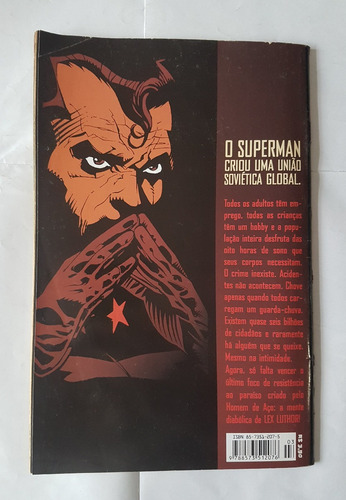 O SUPERMAN
CRIOU UMA UNIÃO
SOVIÉTICA GLOBAL.
Todos os adultos têm em-
prego, todas as crianças
têm um hobby e a popu-
lação inteira desfruta das
oito horas de sono que
seus corpos necessitam.
O crime inexiste. Aciden-
tes não acontecem. Chove
apenas quando todos car-
regam um guarda-chuva.
Existem quase seis bilhões
de cidadãos e raramente
há alguém que se queixe.
Mesmo na intimidade.
Agora, só falta vencer o
último foco de resistência
ao paraíso criado pelo
Homem de Aço: a mente
diabólica de LEX LUTHOR!
ISBN 85-7351-207-5
03
9788573512076
R$ 3,50